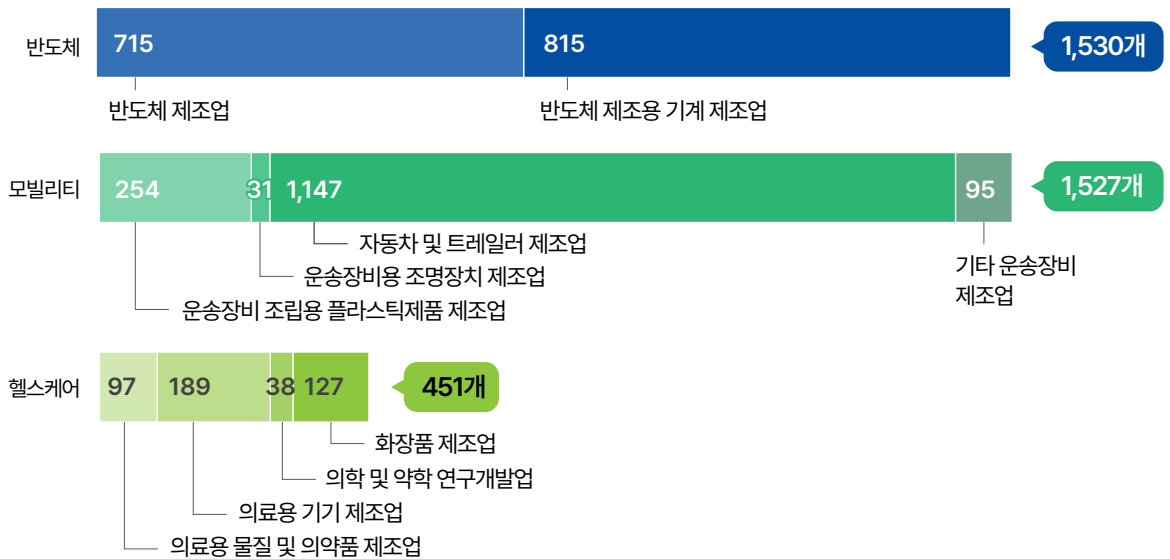 반도체
715
815
1,530개
반도체 제조업
반도체 제조용 기계 제조업
모빌리티
254
31
1,147
95
1,527개
자동차 및 트레일러 제조업
운송장비용 조명장치 제조업
운송장비 조립용 플라스틱제품 제조업
기타 운송장비
제조업
헬스케어
97
189
38
127
451개
화장품 제조업
의학 및 약학 연구개발업
의료용 기기 제조업
의료용 물질 및 의약품 제조업